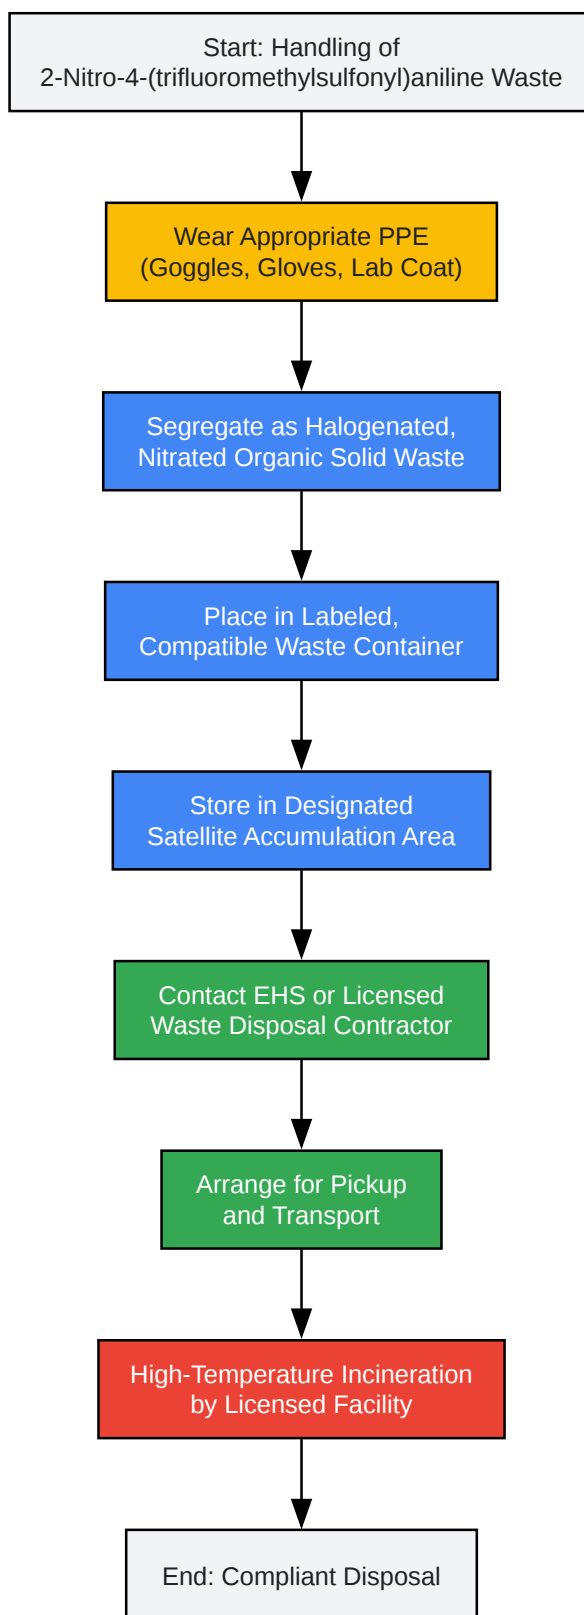 Start: Handling of
2-Nitro-4-(trifluoromethylsulfonyl)aniline Waste
Wear Appropriate PPE
(Goggles, Gloves, Lab Coat)
Segregate as Halogenated,
Nitrated Organic Solid Waste
Place in Labeled,
Compatible Waste Container
Store in Designated
Satellite Accumulation Area
Contact EHS or Licensed
Waste Disposal Contractor
Arrange for Pickup
and Transport
High-Temperature Incineration
by Licensed Facility
End: Compliant Disposal